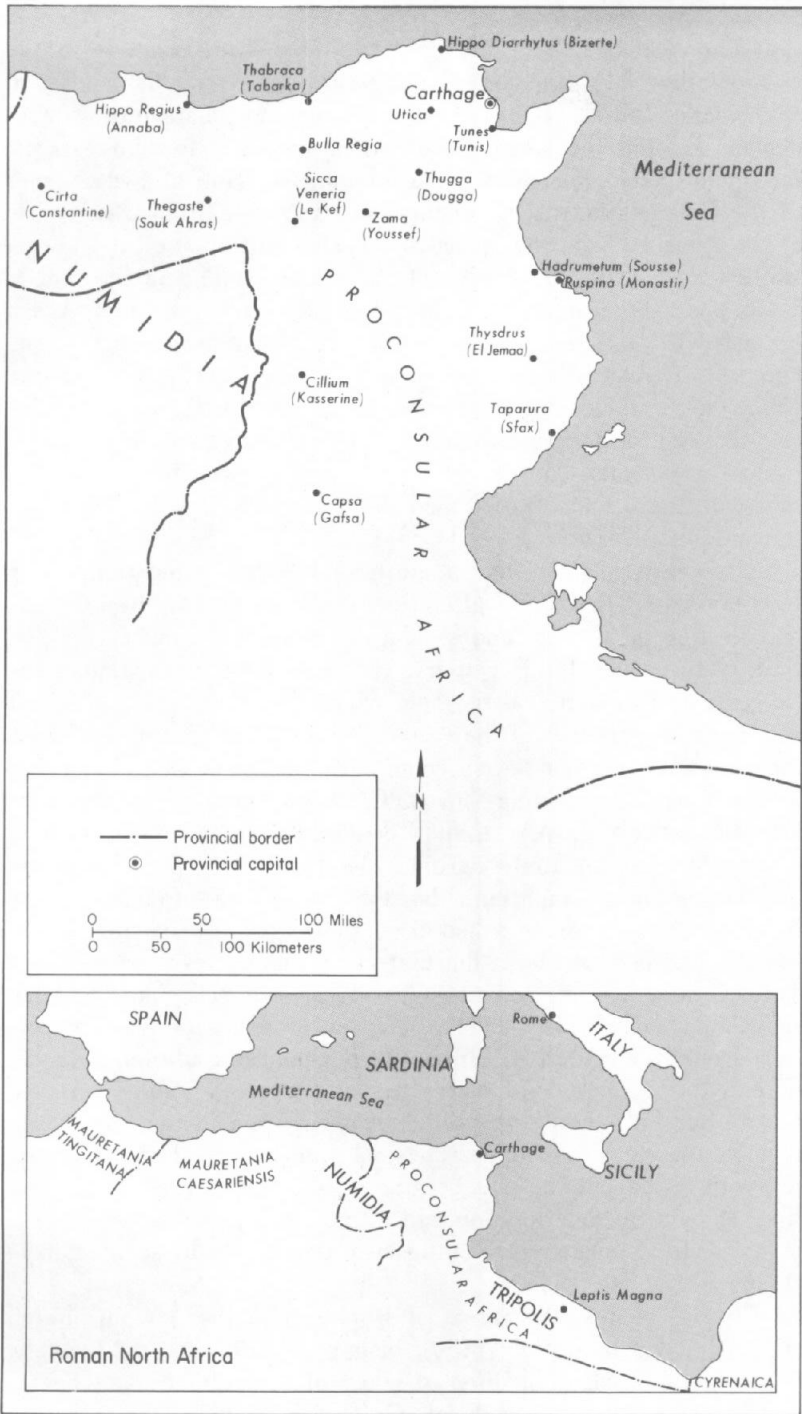 Hippo Diarrhytus (Bizerte)
Thabraca
(Tabarka)
Carthage
Hippo Regius
(Annaba)
Utica
Tunes
(Tunis)
Bulla Regia
Mediterranean
Sea
Sicca
Veneria
(Le Kef)
Thugga
(Dougga)
Cirta
(Constantine)
Thegaste
(Souk Ahras)
Zama
(Youssef)
NUMIDIA
PROCONSULAR AFRICA
Hadrumetum (Sousse)
Ruspina (Monastir)
Thysdrus
(El Jemaa)
Cillium
(Kasserine)
Taparura
(Sfax)
Capsa
(Gafsa)
N
Provincial border
Provincial capital
0 50 100 Miles
0 50 100 Kilometers
SPAIN
Rome
ITALY
SARDINIA
Mediterranean Sea
MAURETANIA
TINGITANA
MAURETANIA
CAESARIENSIS
NUMIDIA
PROCONSULAR AFRICA
Carthage
SICILY
TRIPOLIS
Leptis Magna
Roman North Africa
CYRENAICA